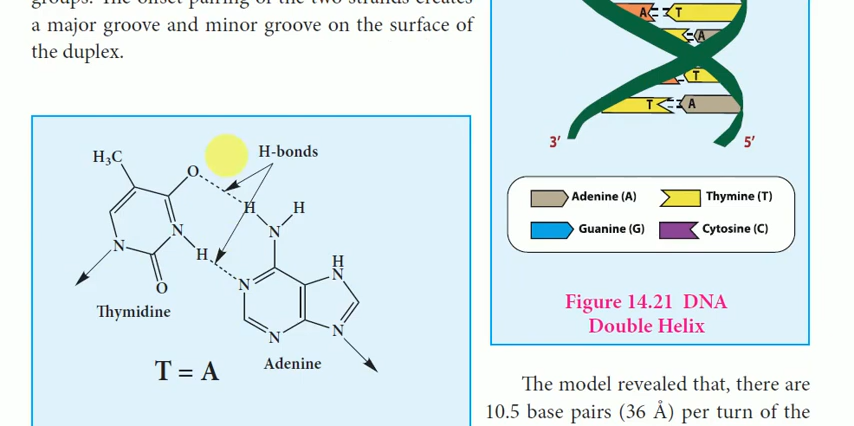 groups. The offset pairing of the two strands creates
a major groove and minor groove on the surface of
the duplex.
H₃C
O
H-bonds
H
H
N
H
N
N
H
N
O
N
N
N
Thymidine
Adenine
T = A
A
T
A
T
T
A
3′
5′
Adenine (A)
Thymine (T)
Guanine (G)
Cytosine (C)
Figure 14.21 DNA
Double Helix
The model revealed that, there are
10.5 base pairs (36 Å) per turn of the